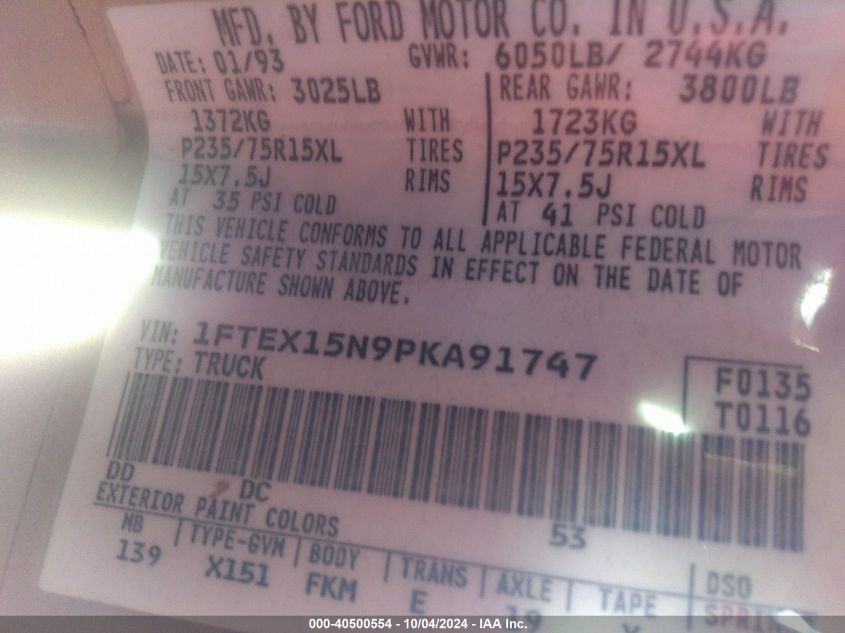 MFD. BY FORD MOTOR CO. IN U.S.A.
DATE: 01/93 GVWR: 6050LB/ 2744KG
FRONT GAWR: 3025LB REAR GAWR: 3800LB
1372KG WITH 1723KG WITH
P235/75R15XL TIRES P235/75R15XL TIRES
15X7.5J RIMS 15X7.5J RIMS
AT 35 PSI COLD AT 41 PSI COLD
THIS VEHICLE CONFORMS TO ALL APPLICABLE FEDERAL MOTOR
VEHICLE SAFETY STANDARDS IN EFFECT ON THE DATE OF
MANUFACTURE SHOWN ABOVE.
VIN: 1FTEX15N9PKA91747
TYPE: TRUCK
F0135
T0116
DD DC
EXTERIOR PAINT COLORS 53
WB TYPE-GVM BODY TRANS AXLE TAPE DSO
139 X151 FKM E 19
000-40500554 - 10/04/2024 - IAA Inc.